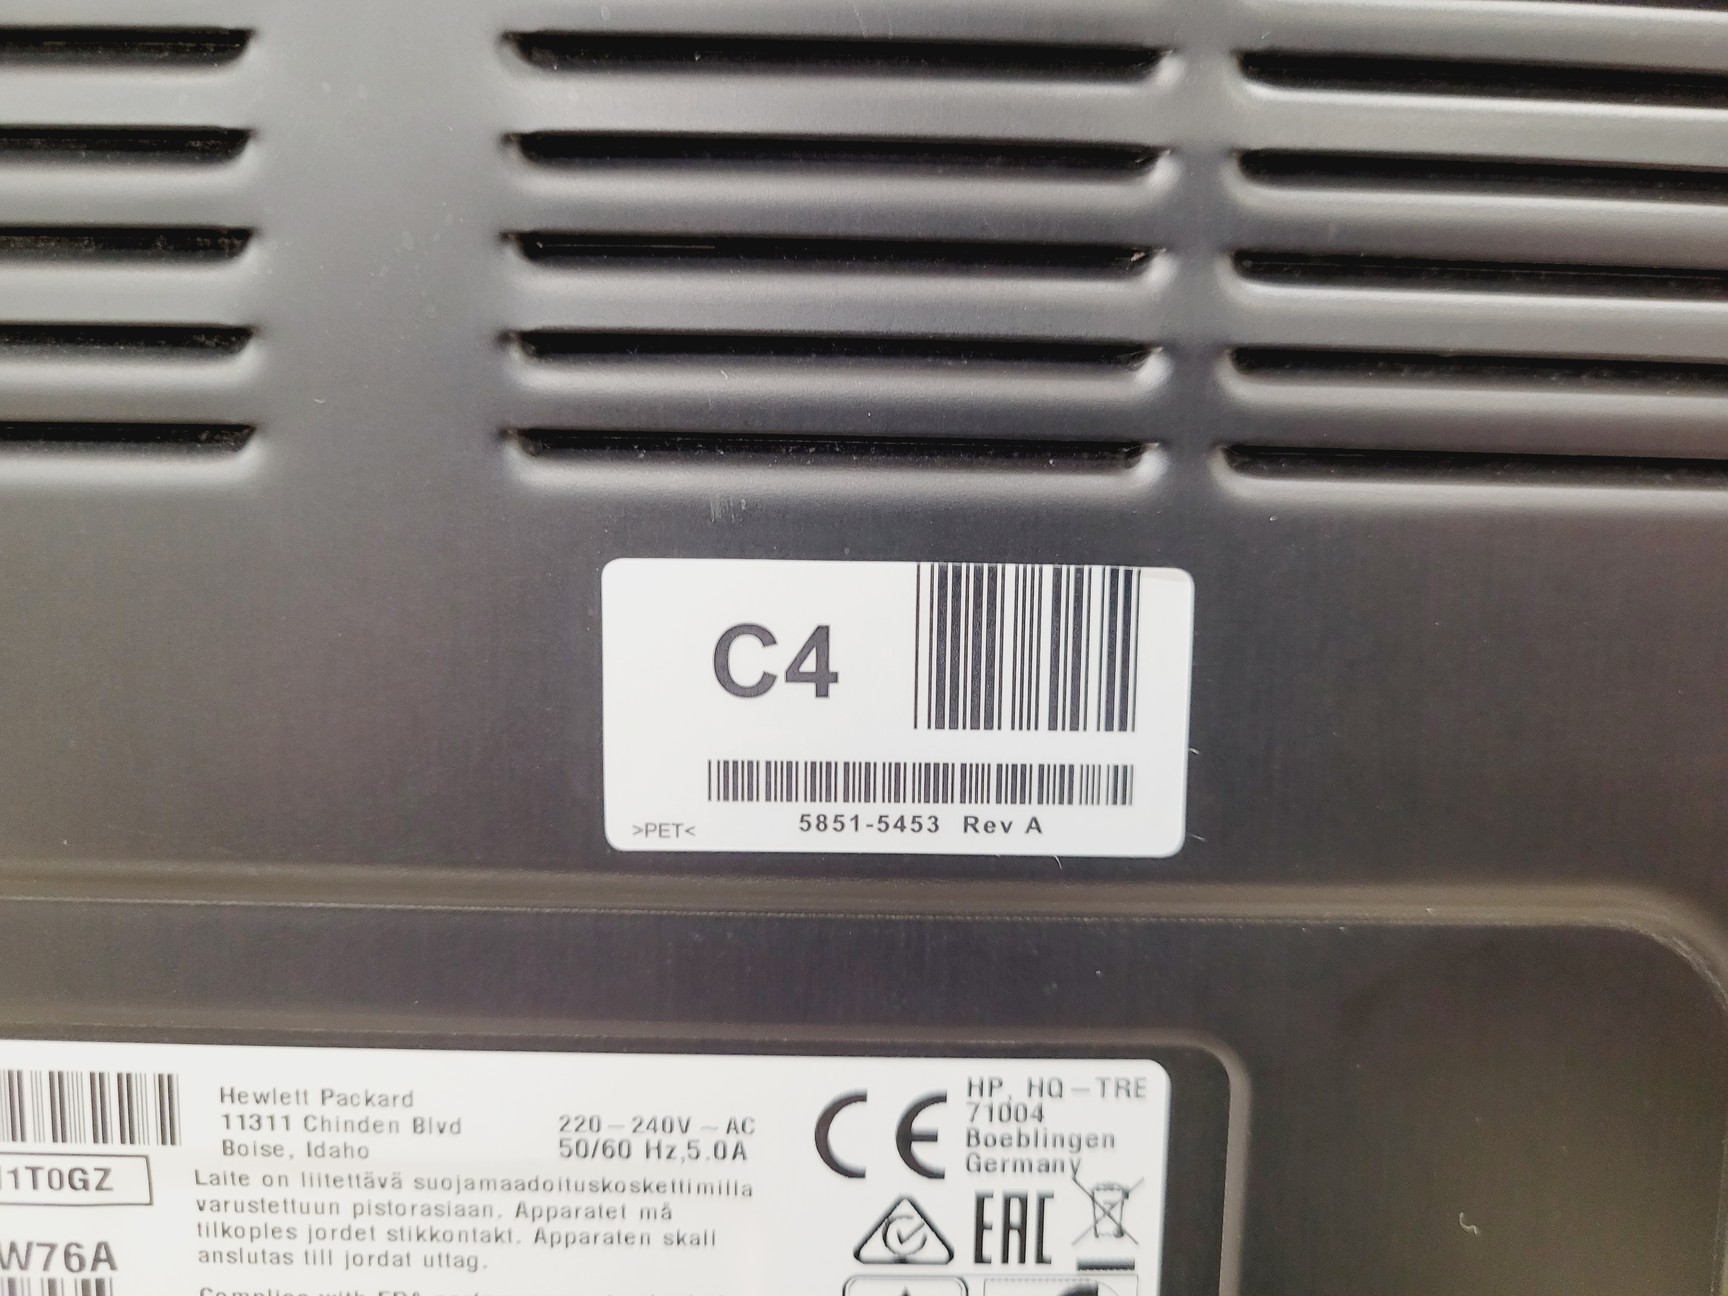 C4
5851-5453 Rev A
>PET<
Hewlett Packard
11311 Chinden Blvd
Boise, Idaho
220-240V ~ AC
50/60 Hz,5.0A
1T0GZ
W76A
Laite on liitettävä suojamaadoituskoskettimilla
varustettuun pistorasiaan. Apparatet må
tilkoples jordet stikkontakt. Apparaten skall
anslutas till jordat uttag.
CE
HP, HQ-TRE
71004
Boeblingen
Germany
EAC